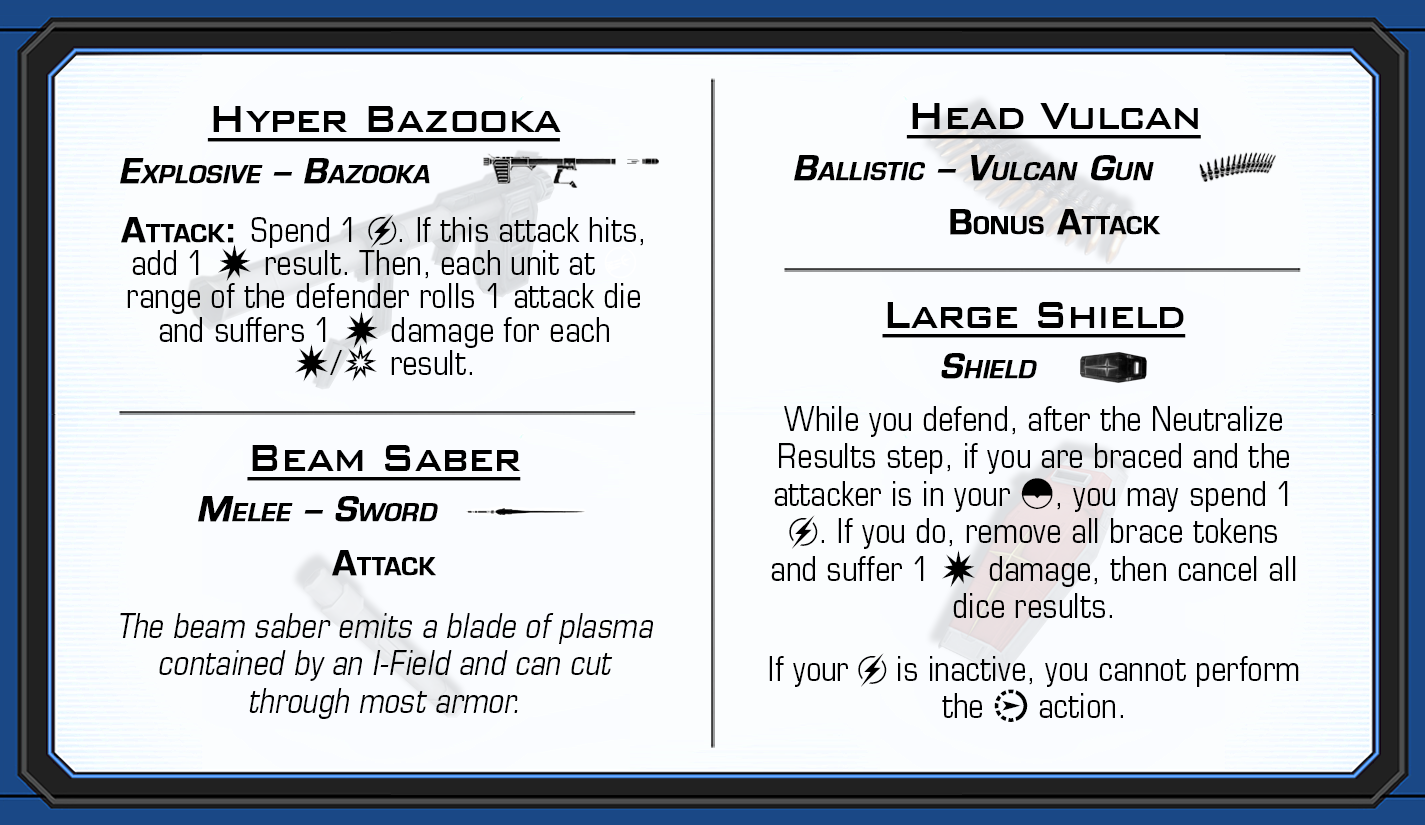 HYPER BAZOOKA
EXPLOSIVE – BAZOOKA
ATTACK: Spend 1 . If this attack hits,
add 1 result. Then, each unit at
range of the defender rolls 1 attack die
and suffers 1 damage for each
/ result.
BEAM SABER
MELEE – SWORD
ATTACK
The beam saber emits a blade of plasma
contained by an I-Field and can cut
through most armor.
HEAD VULCAN
BALLISTIC – VULCAN GUN
BONUS ATTACK
LARGE SHIELD
SHIELD
While you defend, after the Neutralize
Results step, if you are braced and the
attacker is in your , you may spend 1
. If you do, remove all brace tokens
and suffer 1 damage, then cancel all
dice results.
If your is inactive, you cannot perform
the action.